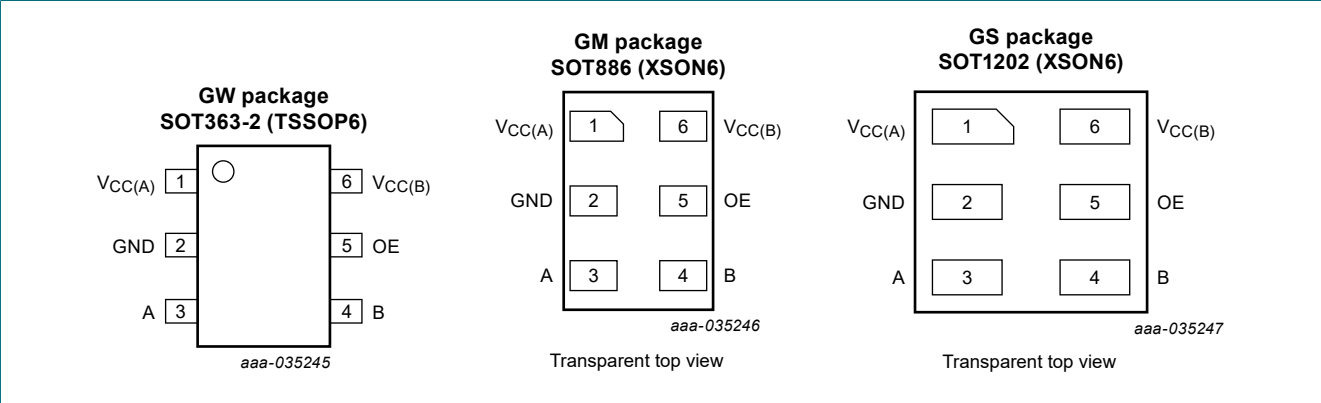 GW package
SOT363-2 (TSSOP6)
VCC(A) 1 6 VCC(B)
GND 2 5 OE
A 3 4 B
aaa-035245
GM package
SOT886 (XSON6)
VCC(A) 1 6 VCC(B)
GND 2 5 OE
A 3 4 B
aaa-035246
Transparent top view
GS package
SOT1202 (XSON6)
VCC(A) 1 6 VCC(B)
GND 2 5 OE
A 3 4 B
aaa-035247
Transparent top view